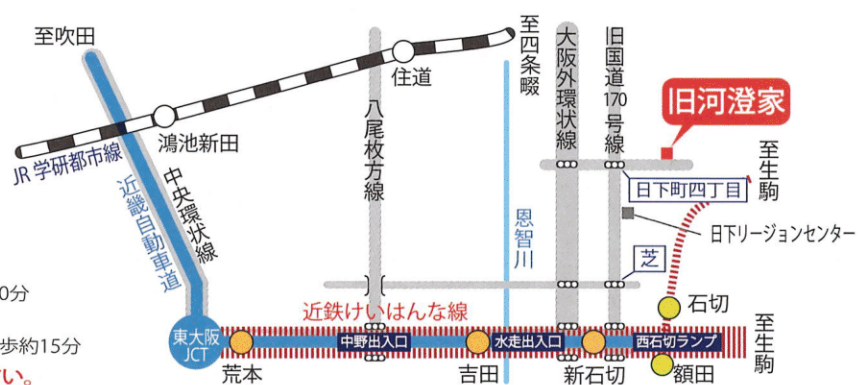 至吹田
至四条畷
大阪外環状線
旧国道170号線
住道
八尾枚方線
旧河澄家
鴻池新田
JR 学研都市線
中央環状線
近畿自動車道
至生駒
日下町四丁目
恩智川
日下リージョンセンター
芝
0分
近鉄けいはんな線
石切
歩約15分
東大阪
JCT
中野出入口
水走出入口
西石切ランプ
至生駒
荒本
吉田
新石切
額田
い。